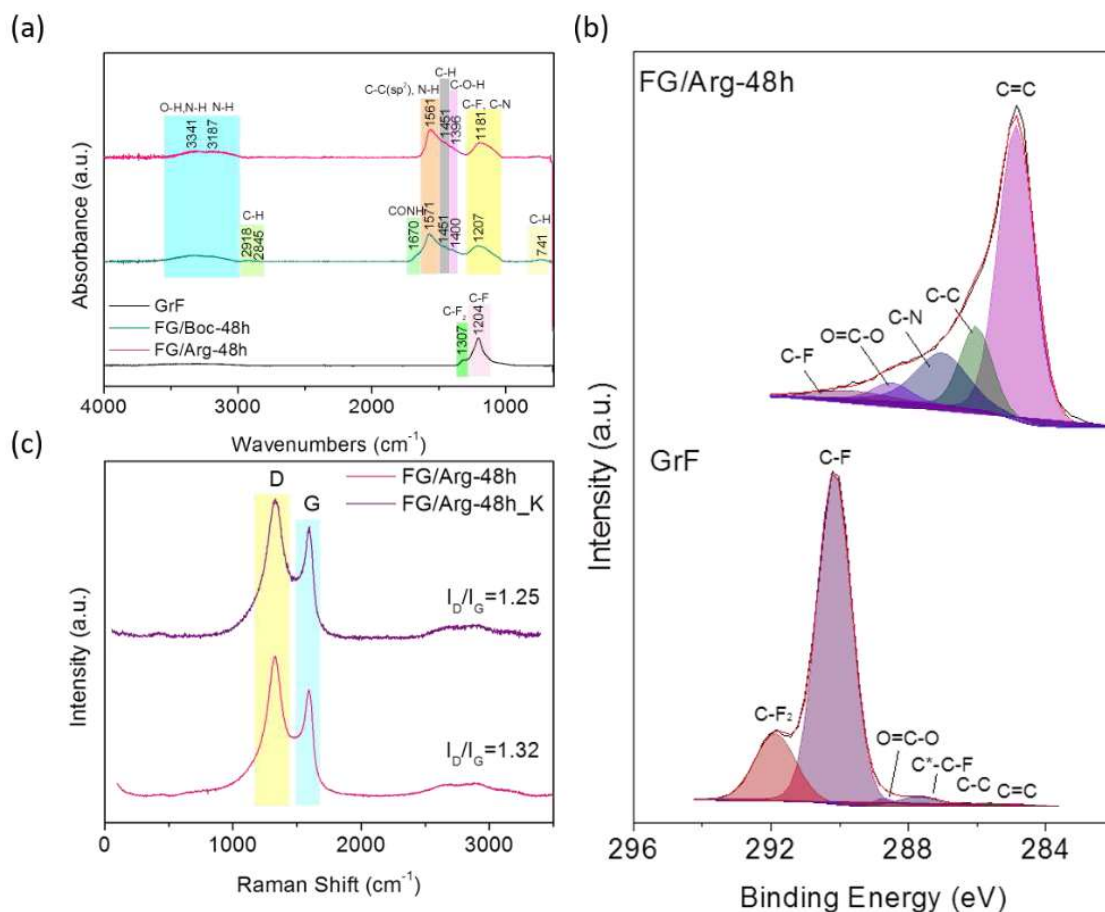 (a)
C-H
C-C(sp²), N-H
C-O-H
O-H,N-H N-H
C-F, C-N
3341
3187
1561
1451
1396
1181
C-H
CONH
C-H
2918
2845
1670
1571
1451
1400
1207
741
GrF
FG/Boc-48h
FG/Arg-48h
C-F₂
C-F
1307
1204
Absorbance (a.u.)
4000 3000 2000 1000
Wavenumbers (cm⁻¹)
(c)
D
G
FG/Arg-48h
FG/Arg-48h_K
I_D/I_G=1.25
I_D/I_G=1.32
Intensity (a.u.)
0 1000 2000 3000
Raman Shift (cm⁻¹)
(b)
FG/Arg-48h
C=C
C-C
C-N
O=C-O
C-F
GrF
C-F
C-F₂
O=C-O
C*-C-F
C-C
C=C
Intensity (a.u.)
296 292 288 284
Binding Energy (eV)